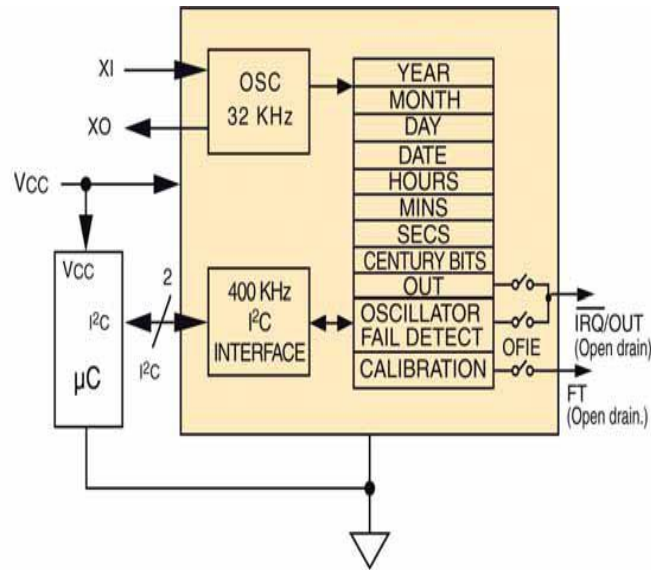 XI
XO
VCC
OSC
32 KHz
YEAR
MONTH
DAY
DATE
HOURS
MINS
SECS
CENTURY BITS
OUT
OSCILLATOR
FAIL DETECT
CALIBRATION
VCC
I²C
µC
2
I²C
400 KHz
I²C
INTERFACE
OFIE
IRQ/OUT
(Open drain)
FT
(Open drain.)